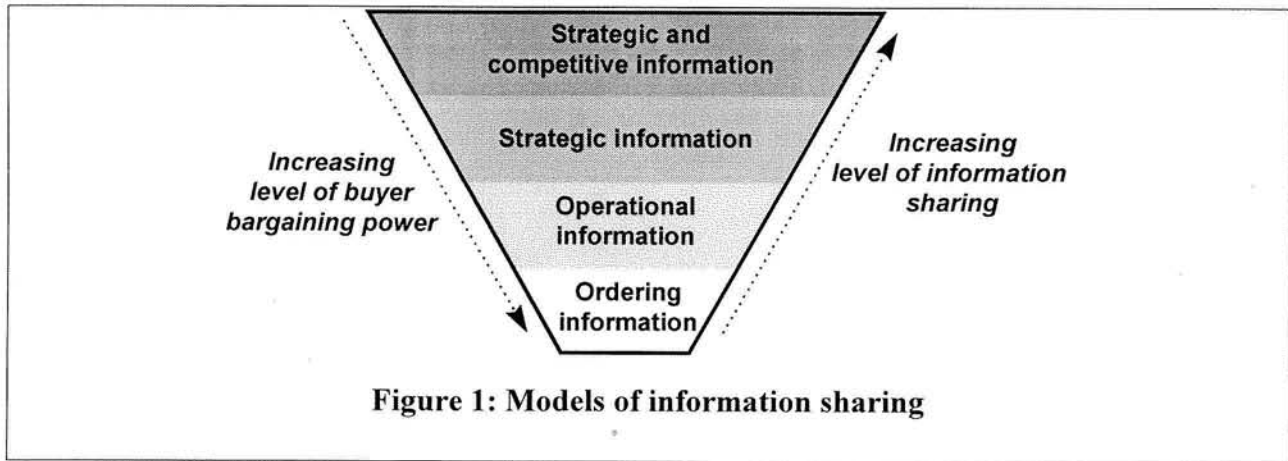 Strategic and
competitive information
Strategic information
Increasing
level of buyer
bargaining power
Increasing
level of information
sharing
Operational
information
Ordering
information
Figure 1: Models of information sharing